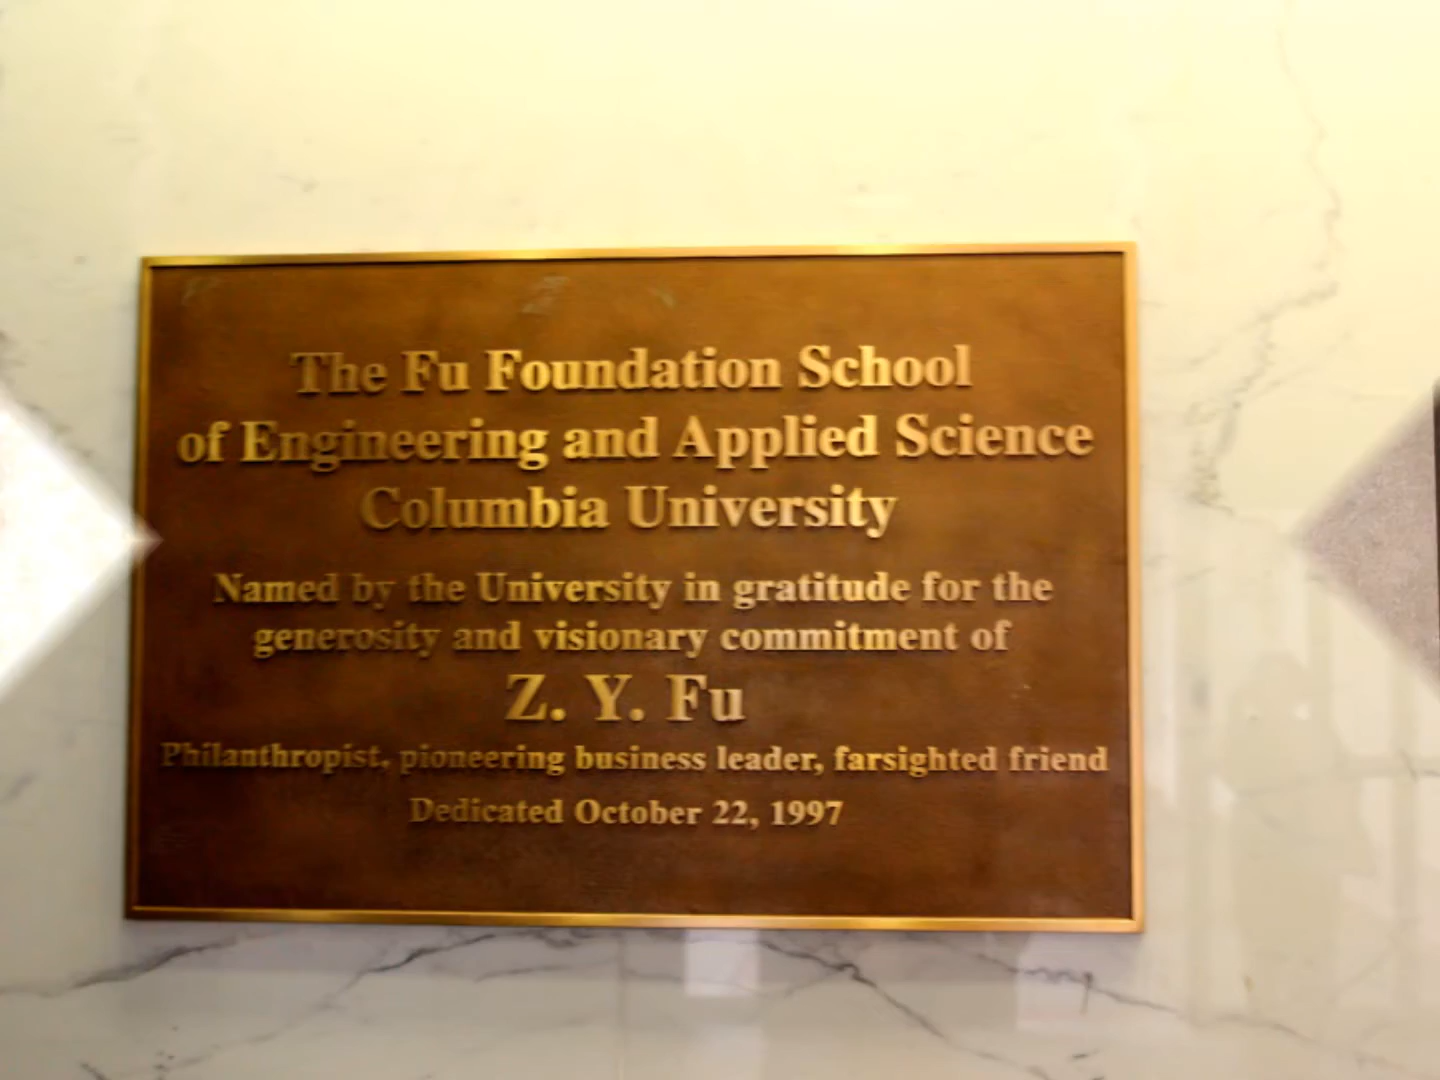 The Fu Foundation School
of Engineering and Applied Science
Columbia University
Named by the University in gratitude for the
generosity and visionary commitment of
Z. Y. Fu
Philanthropist, pioneering business leader, farsighted friend
Dedicated October 22, 1997